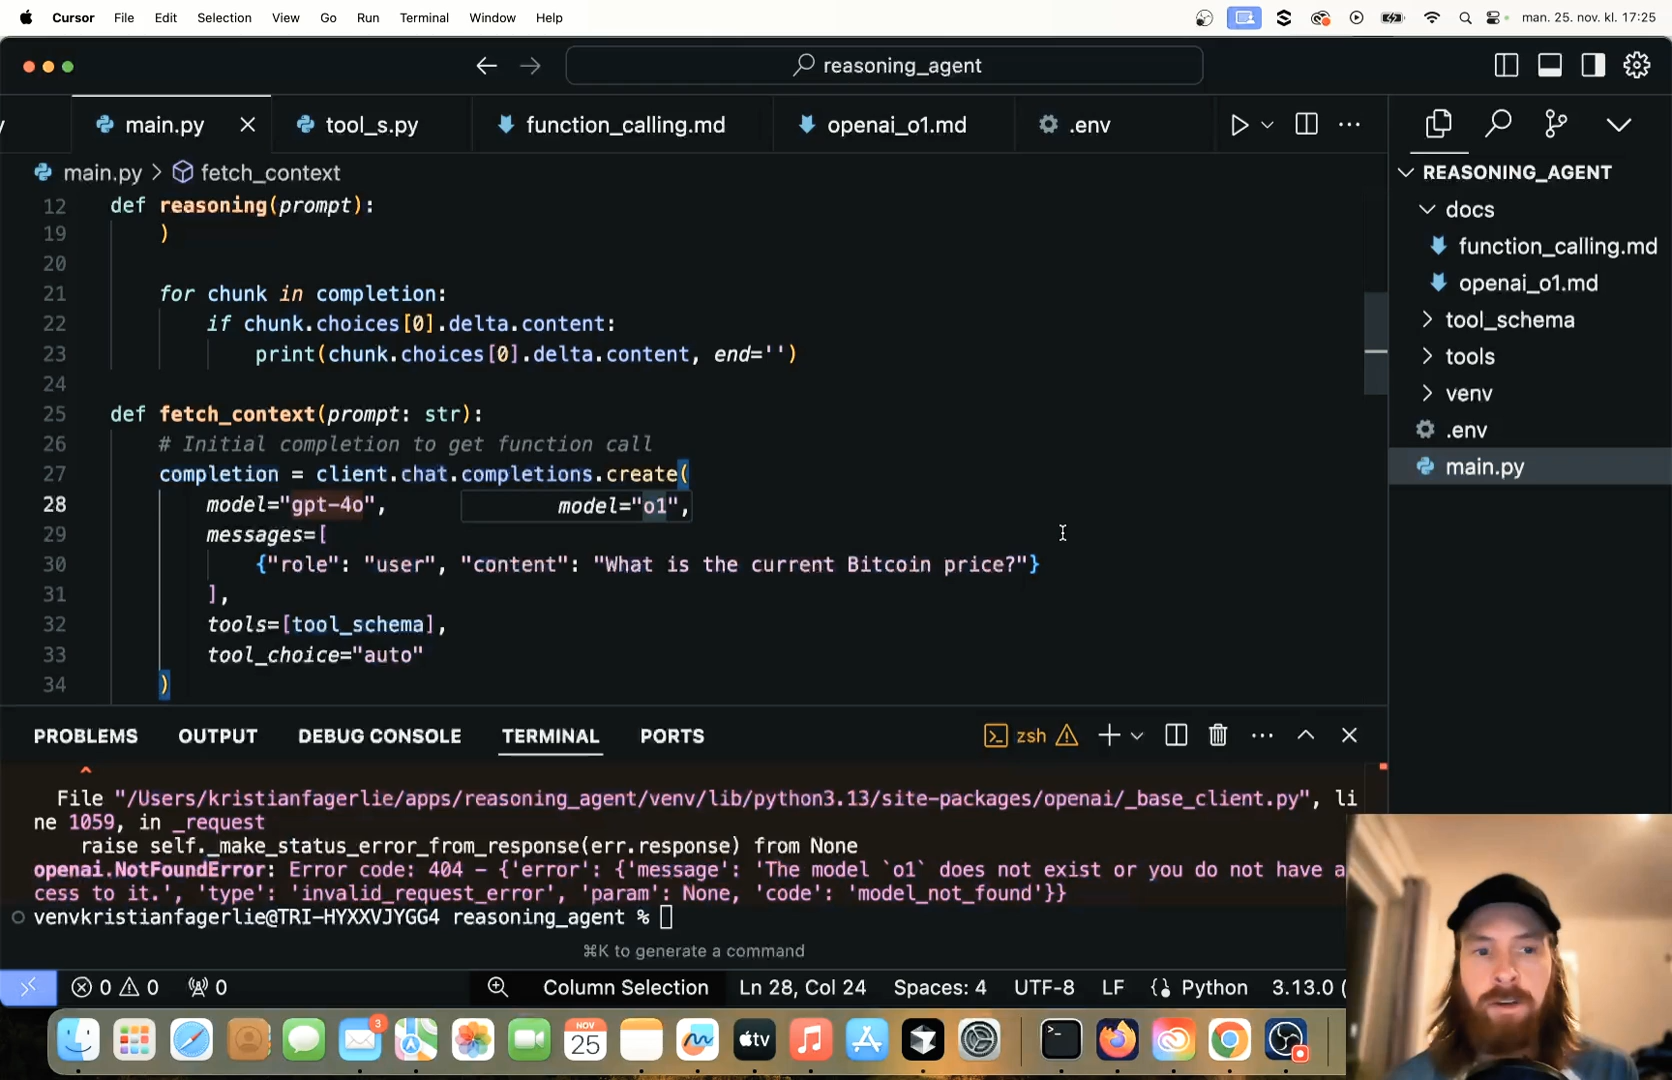 Cursor File Edit Selection View Go Run Terminal Window Help man. 25. nov. kl. 17:25
reasoning_agent
main.py tool_s.py function_calling.md openai_o1.md .env
main.py > fetch_context
12 def reasoning(prompt):
19 )
20
21 for chunk in completion:
22 if chunk.choices[0].delta.content:
23 print(chunk.choices[0].delta.content, end='')
24
25 def fetch_context(prompt: str):
26 # Initial completion to get function call
27 completion = client.chat.completions.create(
28 model="gpt-4o", model="o1",
29 messages=[
30 {"role": "user", "content": "What is the current Bitcoin price?"}
31 ],
32 tools=[tool_schema],
33 tool_choice="auto"
34 )
REASONING_AGENT
docs
function_calling.md
openai_o1.md
tool_schema
tools
venv
.env
main.py
PROBLEMS OUTPUT DEBUG CONSOLE TERMINAL PORTS zsh
^
File "/Users/kristianfagerlie/apps/reasoning_agent/venv/lib/python3.13/site-packages/openai/_base_client.py", li
ne 1059, in _request
raise self._make_status_error_from_response(err.response) from None
openai.NotFoundError: Error code: 404 - {'error': {'message': 'The model `o1` does not exist or you do not have a
cess to it.', 'type': 'invalid_request_error', 'param': None, 'code': 'model_not_found'}}
venvkristianfagerlie@TRI-HYXXVJYGG4 reasoning_agent %
⌘K to generate a command
0 0 0 Column Selection Ln 28, Col 24 Spaces: 4 UTF-8 LF Python 3.13.0 (
3
NOV
25
tv